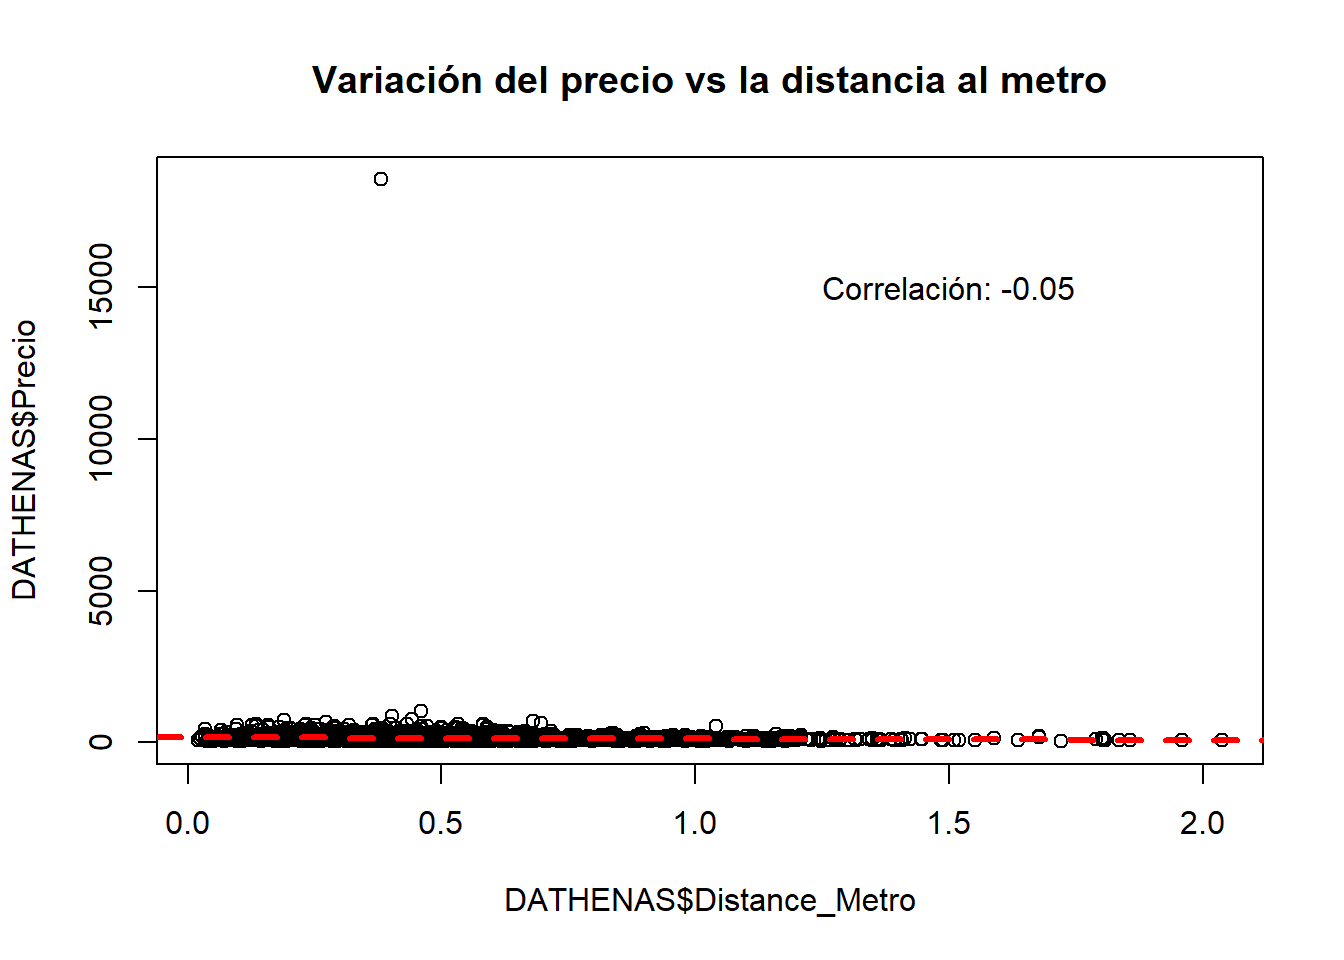 Variación del precio vs la distancia al metro
Correlación: -0.05
DATHENAS$Precio
15000
10000
5000
0
0.0 0.5 1.0 1.5 2.0
DATHENAS$Distance_Metro